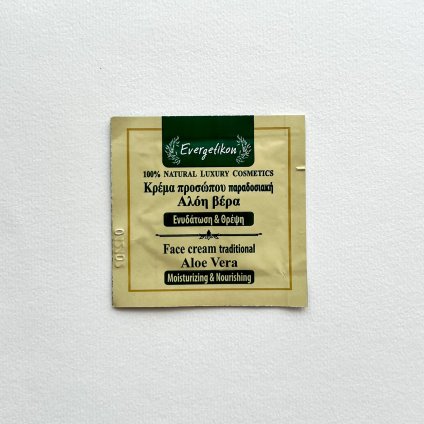 Evergetikon
100% NATURAL LUXURY COSMETICS
Κρέμα προσώπου παραδοσιακή
Αλόη βέρα
Ενυδάτωση & Θρέψη
Face cream traditional
Aloe Vera
Moisturizing & Nourishing